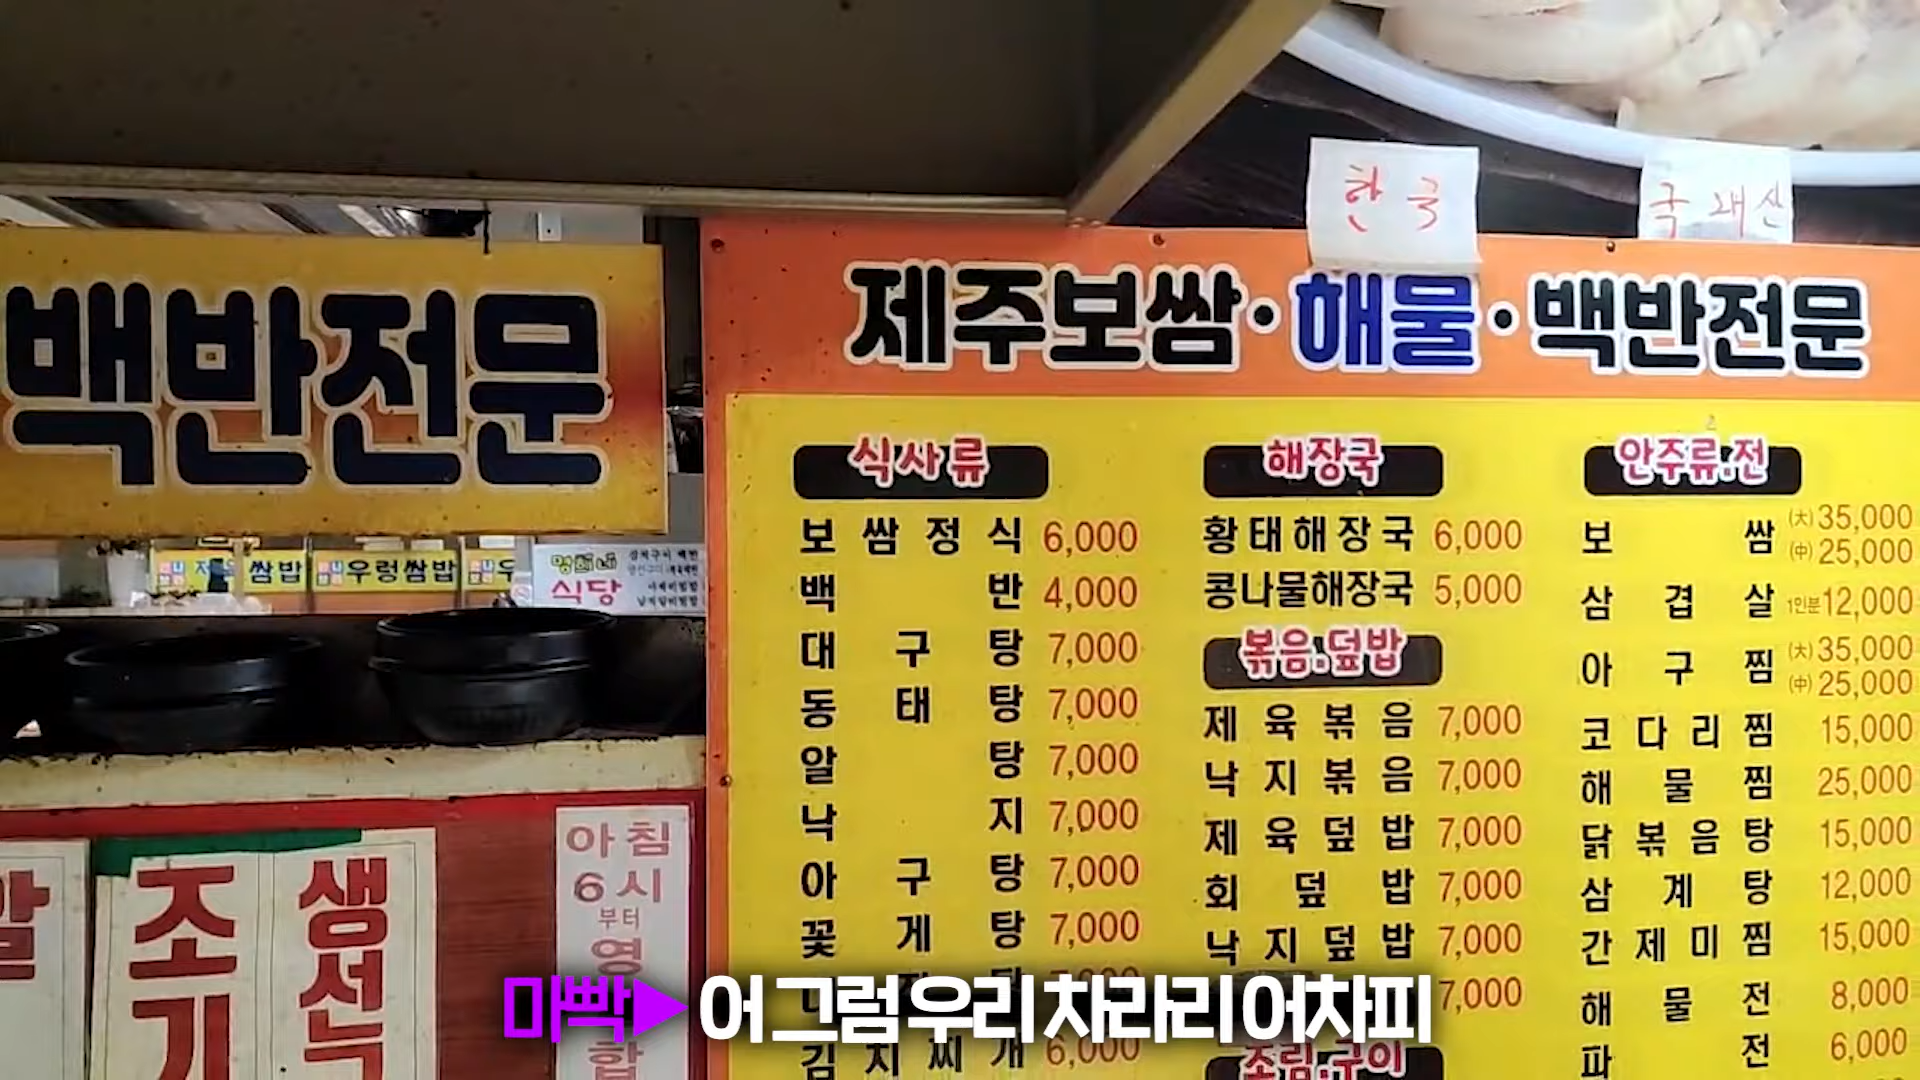 한국
국내산
백반전문
제주보쌈·해물·백반전문
식사류
보쌈정식 6,000
백반 4,000
대구탕 7,000
동태탕 7,000
알탕 7,000
낙지 7,000
아구탕 7,000
꽃게탕 7,000
김치찌개 6,000
해장국
황태해장국 6,000
콩나물해장국 5,000
볶음.덮밥
제육볶음 7,000
낙지볶음 7,000
제육덮밥 7,000
회덮밥 7,000
낙지덮밥 7,000
7,000
조림.구이
안주류.전
보쌈 (大)35,000
(中)25,000
삼겹살 1인분12,000
아구찜 (大)35,000
(中)25,000
코다리찜 15,000
해물찜 25,000
닭볶음탕 15,000
삼계탕 12,000
간제미찜 15,000
해물전 8,000
파전 6,000
쌈밥
우렁쌈밥
식당
조기
생선
아침
6시
부터
영
마빡▶어 그럼 우리 차라리 어차피